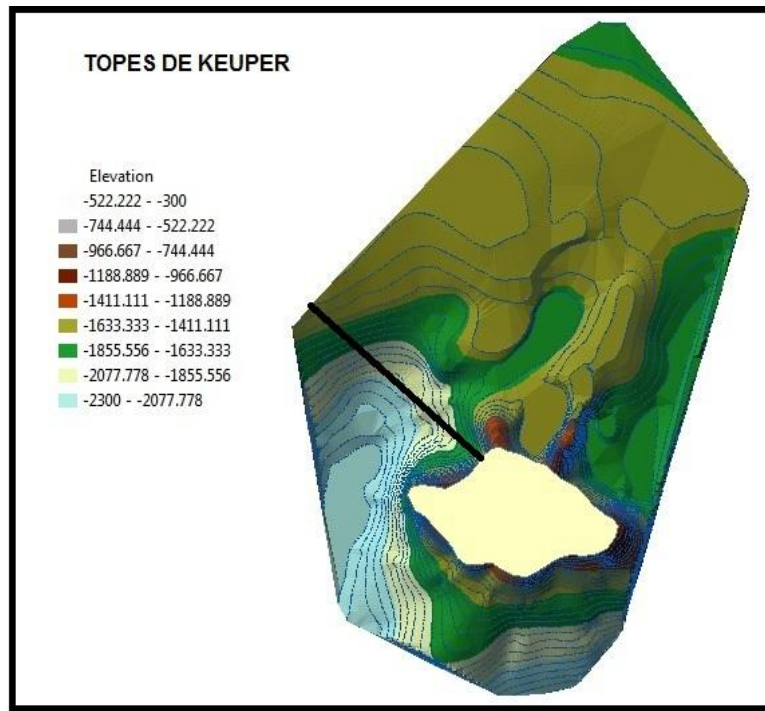 TOPES DE KEUPER
Elevation
-522.222 - -300
-744.444 - -522.222
-966.667 - -744.444
-1188.889 - -966.667
-1411.111 - -1188.889
-1633.333 - -1411.111
-1855.556 - -1633.333
-2077.778 - -1855.556
-2300 - -2077.778